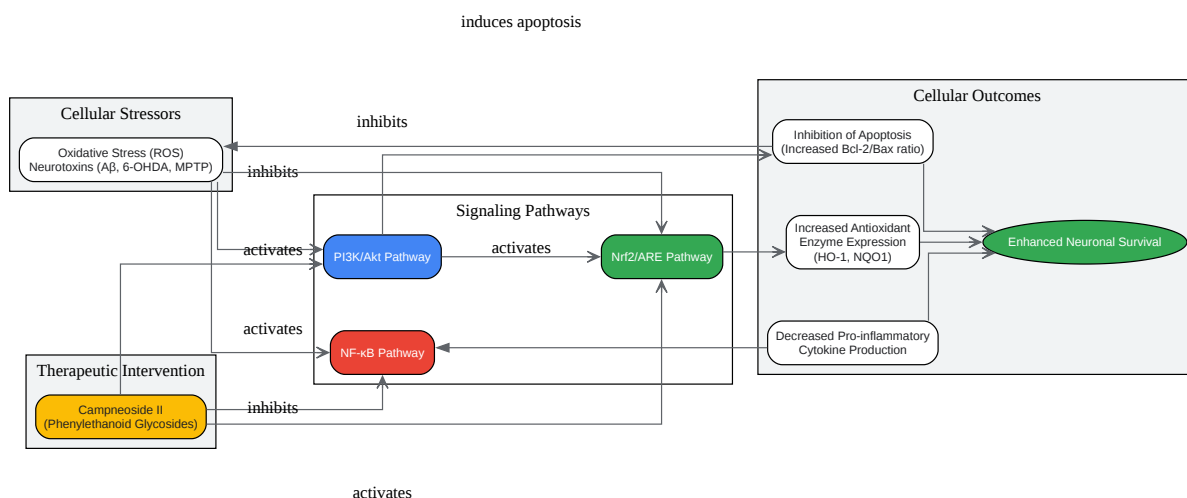 induces apoptosis
Cellular Stressors
Oxidative Stress (ROS)
Neurotoxins (Aβ, 6-OHDA, MPTP)
inhibits
inhibits
Signaling Pathways
activates
PI3K/Akt Pathway
activates
Nrf2/ARE Pathway
activates
NF-κB Pathway
Therapeutic Intervention
Campneoside II
(Phenylethanoid Glycosides)
inhibits
activates
Cellular Outcomes
Inhibition of Apoptosis
(Increased Bcl-2/Bax ratio)
Increased Antioxidant
Enzyme Expression
(HO-1, NQO1)
Enhanced Neuronal Survival
Decreased Pro-inflammatory
Cytokine Production